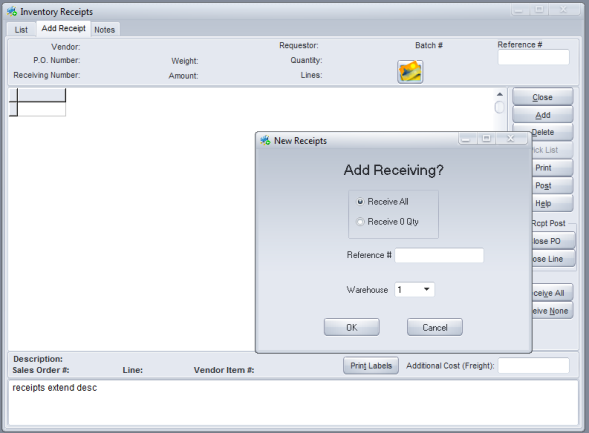 Inventory Receipts
List Add Receipt Notes
Vendor: Requestor: Batch # Reference #
P.O. Number: Weight: Quantity:
Receiving Number: Amount: Lines:
Close
Add
Delete
Pick List
Print
Post
Help
Rcpt Post
lose PO
ose Line
ceive All
eive None
New Receipts
Add Receiving?
Receive All
Receive 0 Qty
Reference #
Warehouse 1
OK Cancel
Description:
Sales Order #: Line: Vendor Item #: Print Labels Additional Cost (Freight):
receipts extend desc